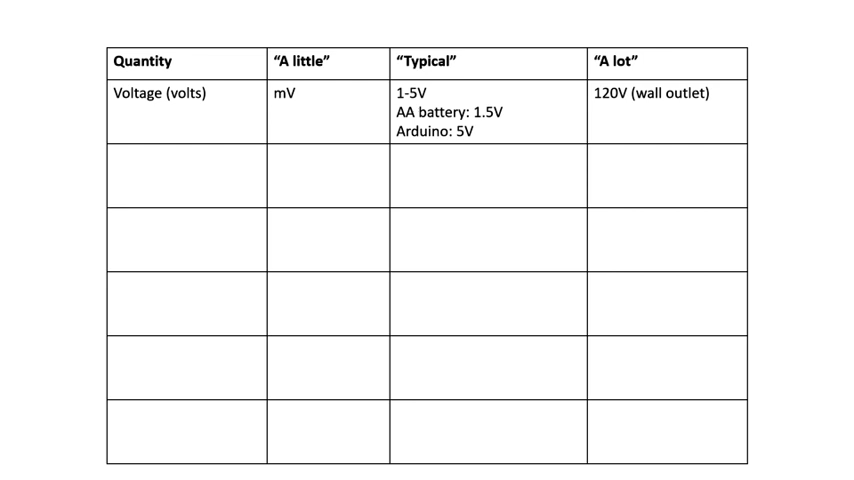 Quantity “A little” “Typical” “A lot”
Voltage (volts) mV 1-5V 120V (wall outlet)
AA battery: 1.5V
Arduino: 5V